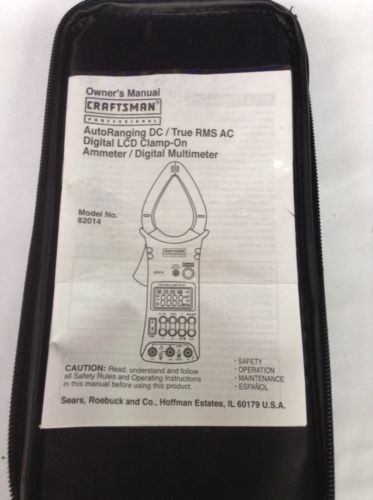 Owner's Manual
CRAFTSMAN
PROFESSIONAL
AutoRanging DC / True RMS AC
Digital LCD Clamp-On
Ammeter / Digital Multimeter
Model No.
82014
CRAFTSMAN
82014
CAUTION: Read, understand and follow
all Safety Rules and Operating Instructions
in this manual before using this product.
· SAFETY
· OPERATION
· MAINTENANCE
· ESPAÑOL
Sears, Roebuck and Co., Hoffman Estates, IL 60179 U.S.A.